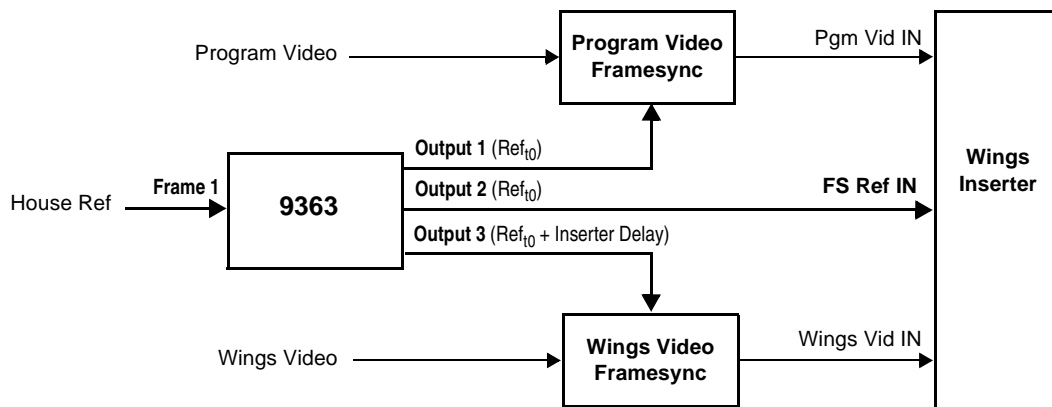 Program Video
Program Video
Framesync
Pgm Vid IN
House Ref
Frame 1
9363
Output 1 (Reft0)
Output 2 (Reft0)
Output 3 (Reft0 + Inserter Delay)
FS Ref IN
Wings
Inserter
Wings Video
Wings Video
Framesync
Wings Vid IN